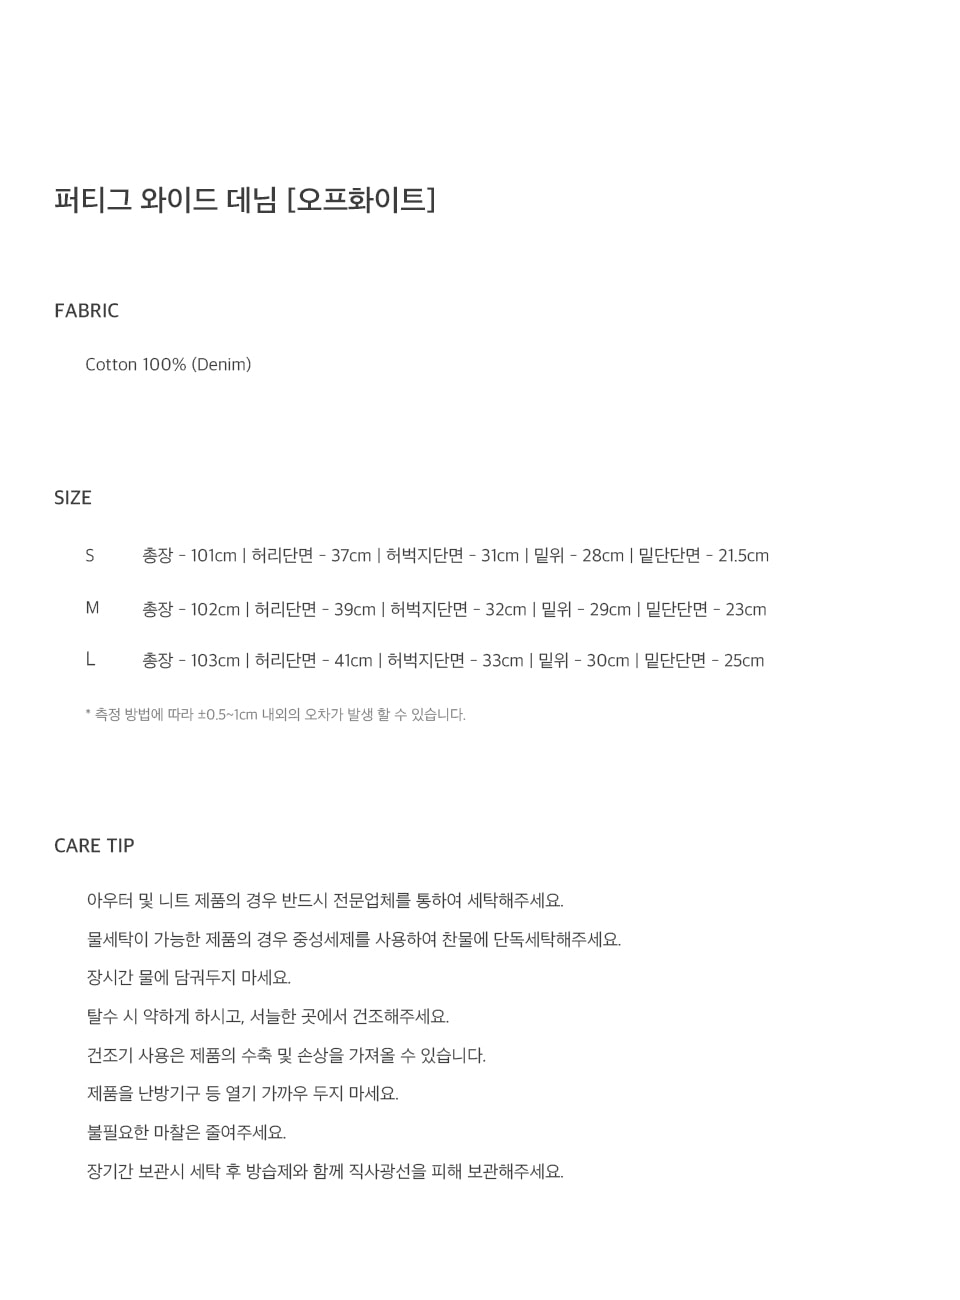 퍼티그 와이드 데님 [오프화이트]
FABRIC
Cotton 100% (Denim)
SIZE
S 총장 - 101cm | 허리단면 - 37cm | 허벅지단면 - 31cm | 밑위 - 28cm | 밑단단면 - 21.5cm
M 총장 - 102cm | 허리단면 - 39cm | 허벅지단면 - 32cm | 밑위 - 29cm | 밑단단면 - 23cm
L 총장 - 103cm | 허리단면 - 41cm | 허벅지단면 - 33cm | 밑위 - 30cm | 밑단단면 - 25cm
* 측정 방법에 따라 ±0.5~1cm 내외의 오차가 발생 할 수 있습니다.
CARE TIP
아우터 및 니트 제품의 경우 반드시 전문업체를 통하여 세탁해주세요.
물세탁이 가능한 제품의 경우 중성세제를 사용하여 찬물에 단독세탁해주세요.
장시간 물에 담궈두지 마세요.
탈수 시 약하게 하시고, 서늘한 곳에서 건조해주세요.
건조기 사용은 제품의 수축 및 손상을 가져올 수 있습니다.
제품을 난방기구 등 열기 가까우 두지 마세요.
불필요한 마찰은 줄여주세요.
장기간 보관시 세탁 후 방습제와 함께 직사광선을 피해 보관해주세요.